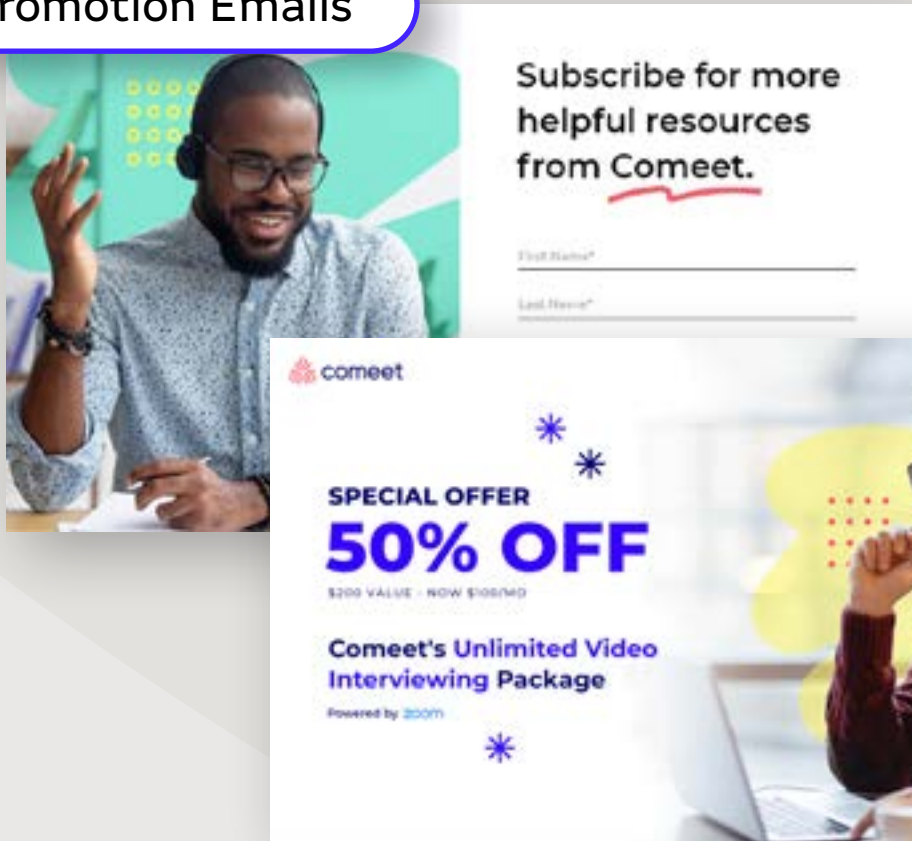 romotion Emails
Subscribe for more
helpful resources
from Comeet.
First Name*
Last Name*
comeet
SPECIAL OFFER
50% OFF
$200 VALUE - NOW $100/MO
Comeet's Unlimited Video
Interviewing Package
Powered by zoom